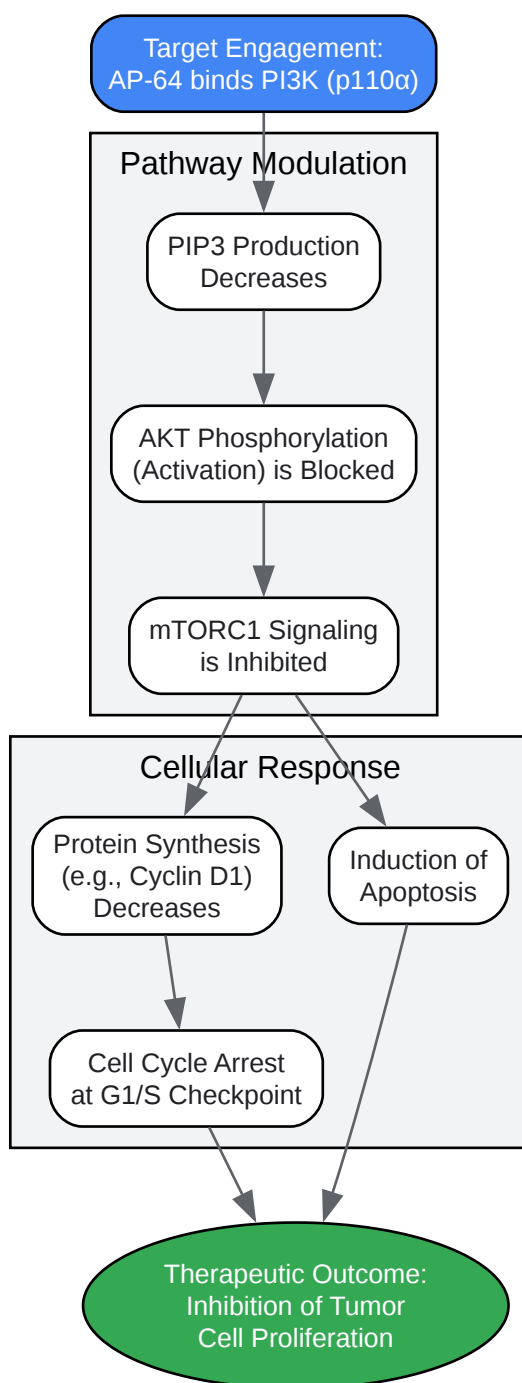 Target Engagement:
AP-64 binds PI3K (p110α)
Pathway Modulation
PIP3 Production
Decreases
AKT Phosphorylation
(Activation) is Blocked
mTORC1 Signaling
is Inhibited
Cellular Response
Protein Synthesis
(e.g., Cyclin D1)
Decreases
Induction of
Apoptosis
Cell Cycle Arrest
at G1/S Checkpoint
Therapeutic Outcome:
Inhibition of Tumor
Cell Proliferation